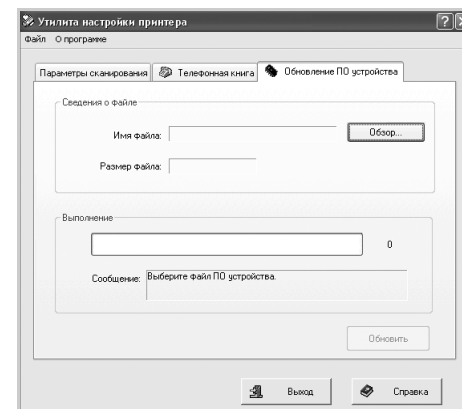 Утилита настройки принтера
Файл О программе
Параметры сканирования Телефонная книга Обновление ПО устройства
Сведения о файле
Имя файла: Обзор...
Размер файла:
Выполнение
0
Сообщение: Выберите файл ПО устройства.
Обновить
Выход Справка